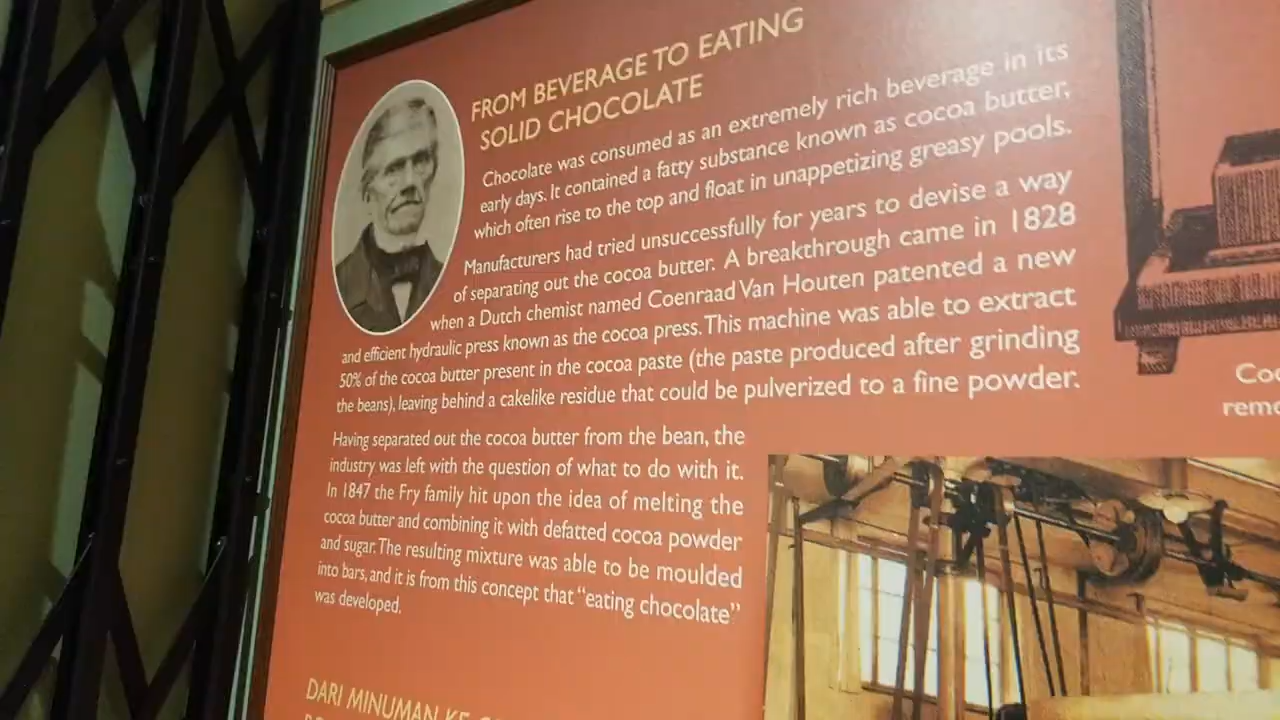 FROM BEVERAGE TO EATING
SOLID CHOCOLATE
Chocolate was consumed as an extremely rich beverage in its
early days. It contained a fatty substance known as cocoa butter,
which often rise to the top and float in unappetizing greasy pools.
Manufacturers had tried unsuccessfully for years to devise a way
of separating out the cocoa butter. A breakthrough came in 1828
when a Dutch chemist named Coenraad Van Houten patented a new
and efficient hydraulic press known as the cocoa press. This machine was able to extract
50% of the cocoa butter present in the cocoa paste (the paste produced after grinding
the beans), leaving behind a cakelike residue that could be pulverized to a fine powder.
Having separated out the cocoa butter from the bean, the
industry was left with the question of what to do with it.
In 1847 the Fry family hit upon the idea of melting the
cocoa butter and combining it with defatted cocoa powder
and sugar. The resulting mixture was able to be moulded
into bars, and it is from this concept that "eating chocolate"
was developed.
DARI MINUMAN KE